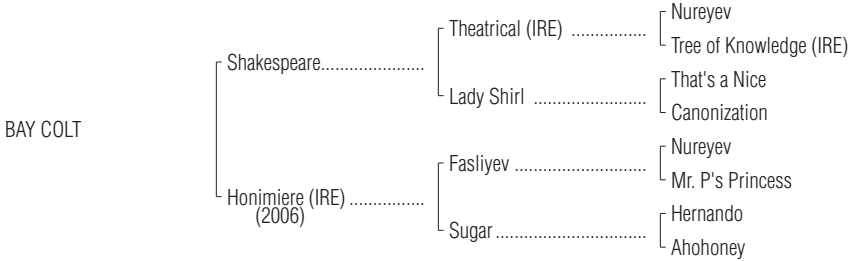 Nureyev
Theatrical (IRE) ................
Tree of Knowledge (IRE)
Shakespeare......................
That's a Nice
Lady Shirl ........................
Canonization
BAY COLT
Nureyev
Fasliyev ............................
Mr. P's Princess
Honimiere (IRE) ................
(2006)
Hernando
Sugar ................................
Ahohoney